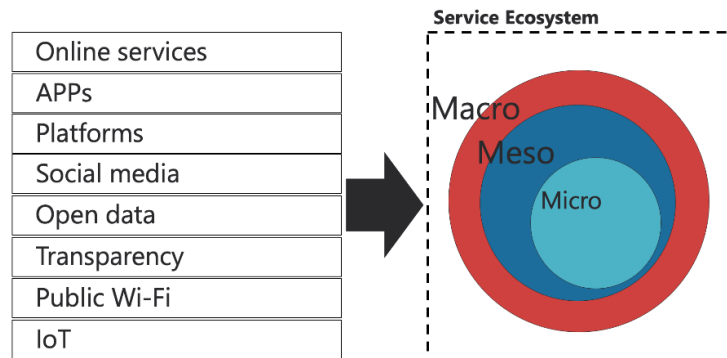 Service Ecosystem
Online services
APPs
Platforms
Social media
Open data
Transparency
Public Wi-Fi
IoT
Macro
Meso
Micro